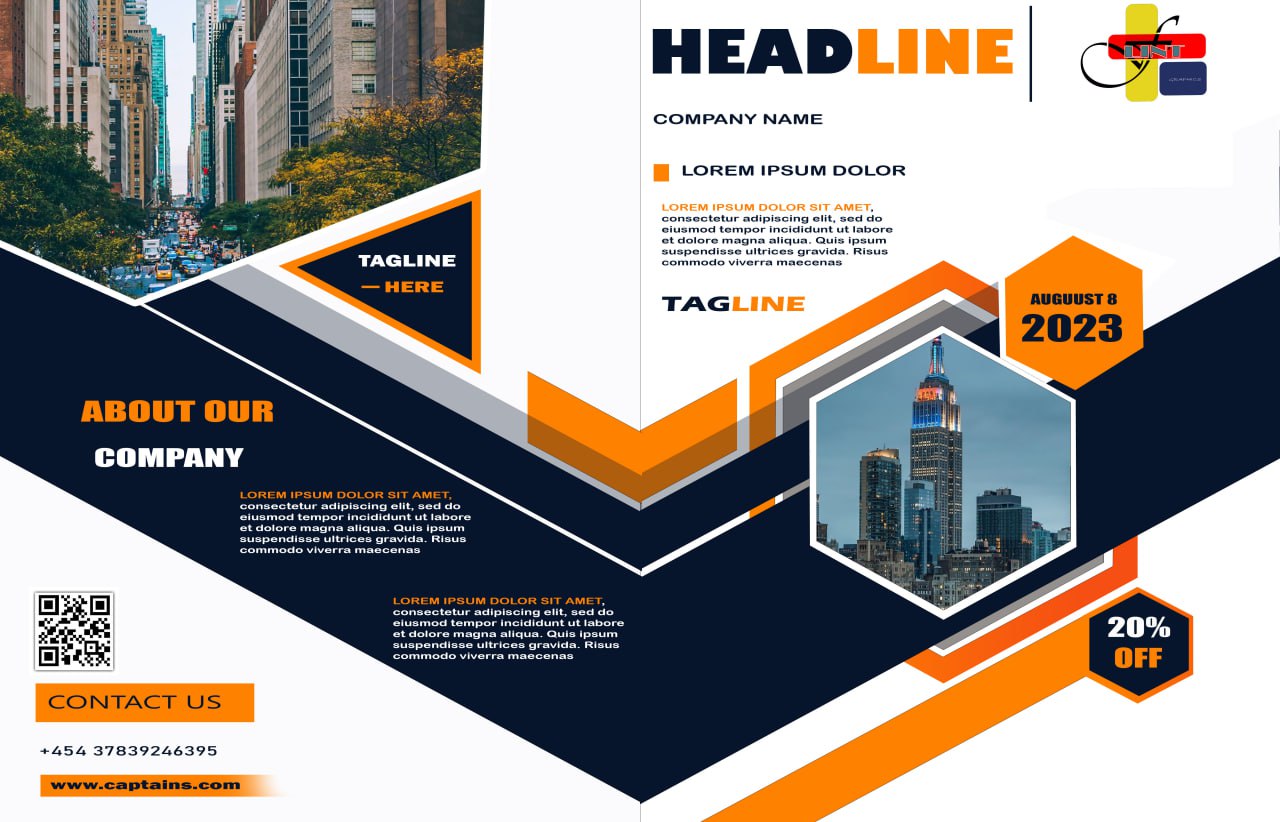 TAGLINE
— HERE
ABOUT OUR
COMPANY
LOREM IPSUM DOLOR SIT AMET,
consectetur adipiscing elit, sed do
eiusmod tempor incididunt ut labore
et dolore magna aliqua. Quis ipsum
suspendisse ultrices gravida. Risus
commodo viverra maecenas
LOREM IPSUM DOLOR SIT AMET,
consectetur adipiscing elit, sed do
eiusmod tempor incididunt ut labore
et dolore magna aliqua. Quis ipsum
suspendisse ultrices gravida. Risus
commodo viverra maecenas
CONTACT US
+454 37839246395
www.captains.com
HEADLINE
LINT
GRAPHICS
COMPANY NAME
LOREM IPSUM DOLOR
LOREM IPSUM DOLOR SIT AMET,
consectetur adipiscing elit, sed do
eiusmod tempor incididunt ut labore
et dolore magna aliqua. Quis ipsum
suspendisse ultrices gravida. Risus
commodo viverra maecenas
TAGLINE
AUGUUST 8
2023
20%
OFF